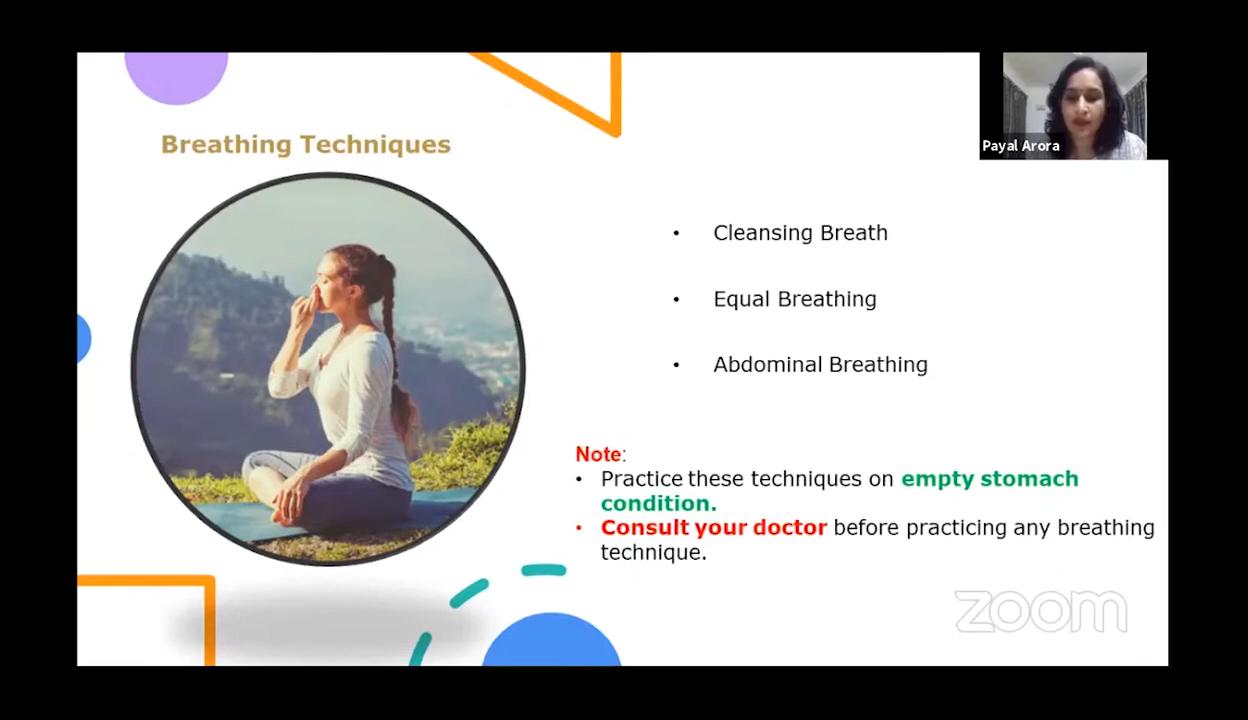 Breathing Techniques
Payal Arora
• Cleansing Breath
• Equal Breathing
• Abdominal Breathing
Note:
• Practice these techniques on empty stomach
condition.
• Consult your doctor before practicing any breathing
technique.
zoom